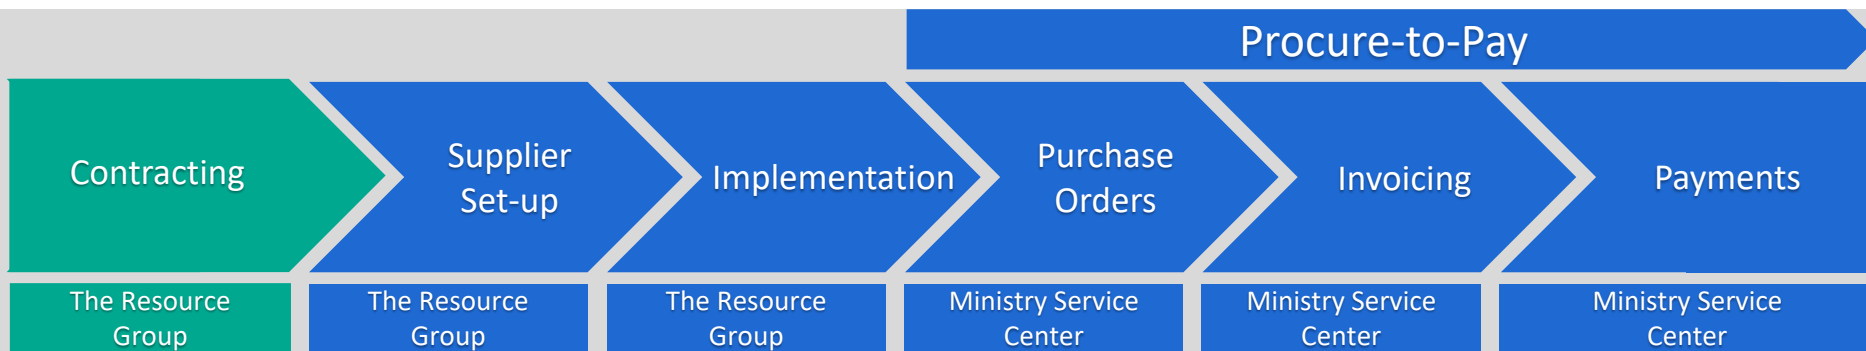 Procure-to-Pay
Contracting
Supplier
Set-up
Implementation
Purchase
Orders
Invoicing
Payments
The Resource
Group
The Resource
Group
The Resource
Group
Ministry Service
Center
Ministry Service
Center
Ministry Service
Center